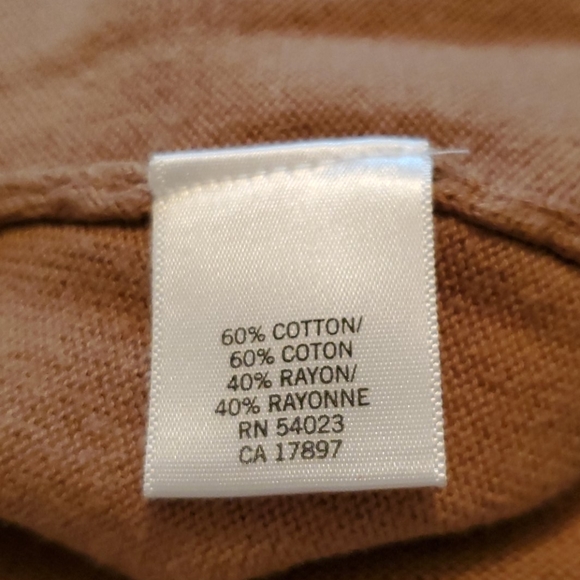 60% COTTON/
60% COTON
40% RAYON/
40% RAYONNE
RN 54023
CA 17897